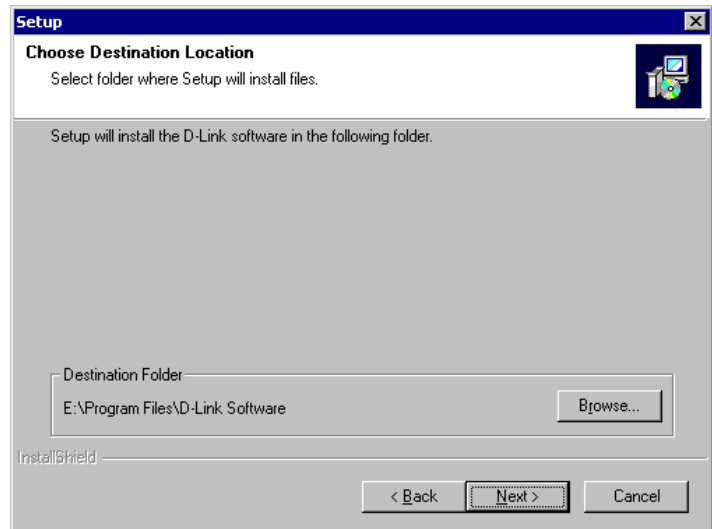 Setup
Choose Destination Location
Select folder where Setup will install files.
Setup will install the D-Link software in the following folder.
Destination Folder
E:\Program Files\D-Link Software
Browse...
InstallShield
< Back
Next >
Cancel